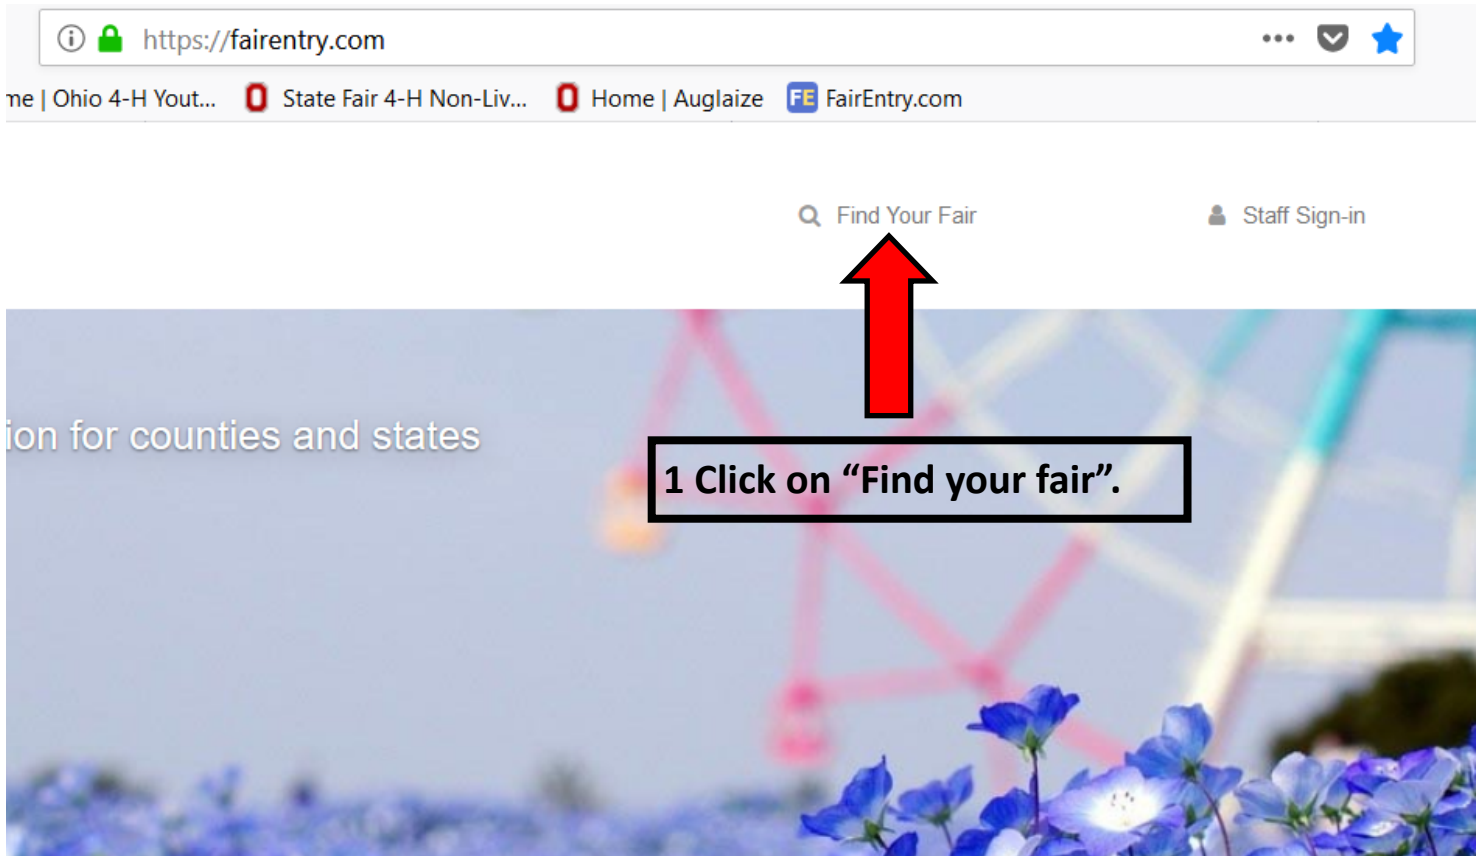 https://fairentry.com
me | Ohio 4-H Yout... State Fair 4-H Non-Liv... Home | Auglaize FE FairEntry.com
Find Your Fair Staff Sign-in
ion for counties and states
1 Click on “Find your fair”.